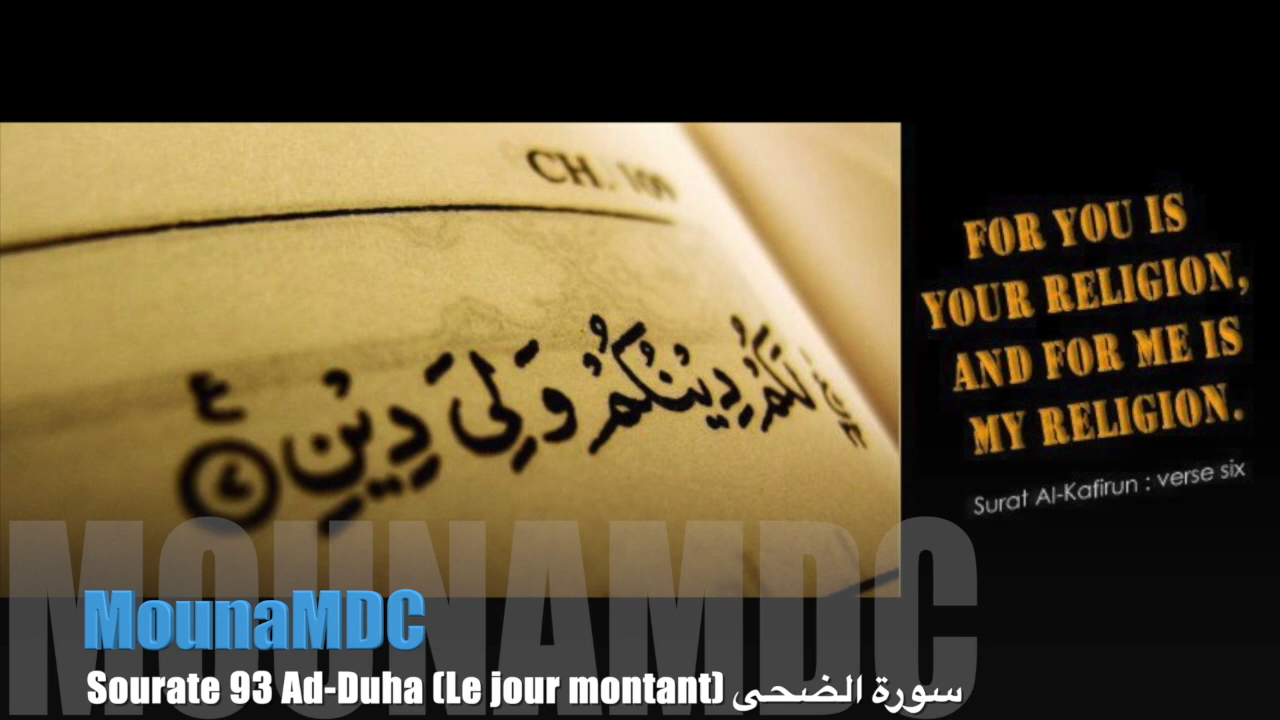 CH. 109
لَكُمْ دِينُكُمْ وَلِىَ دِينِ
FOR YOU IS
YOUR RELIGION,
AND FOR ME IS
MY RELIGION.
Surat Al-Kafirun : verse six
MOUNAMDC
MounaMDC
Sourate 93 Ad-Duha (Le jour montant) سورة الضحى